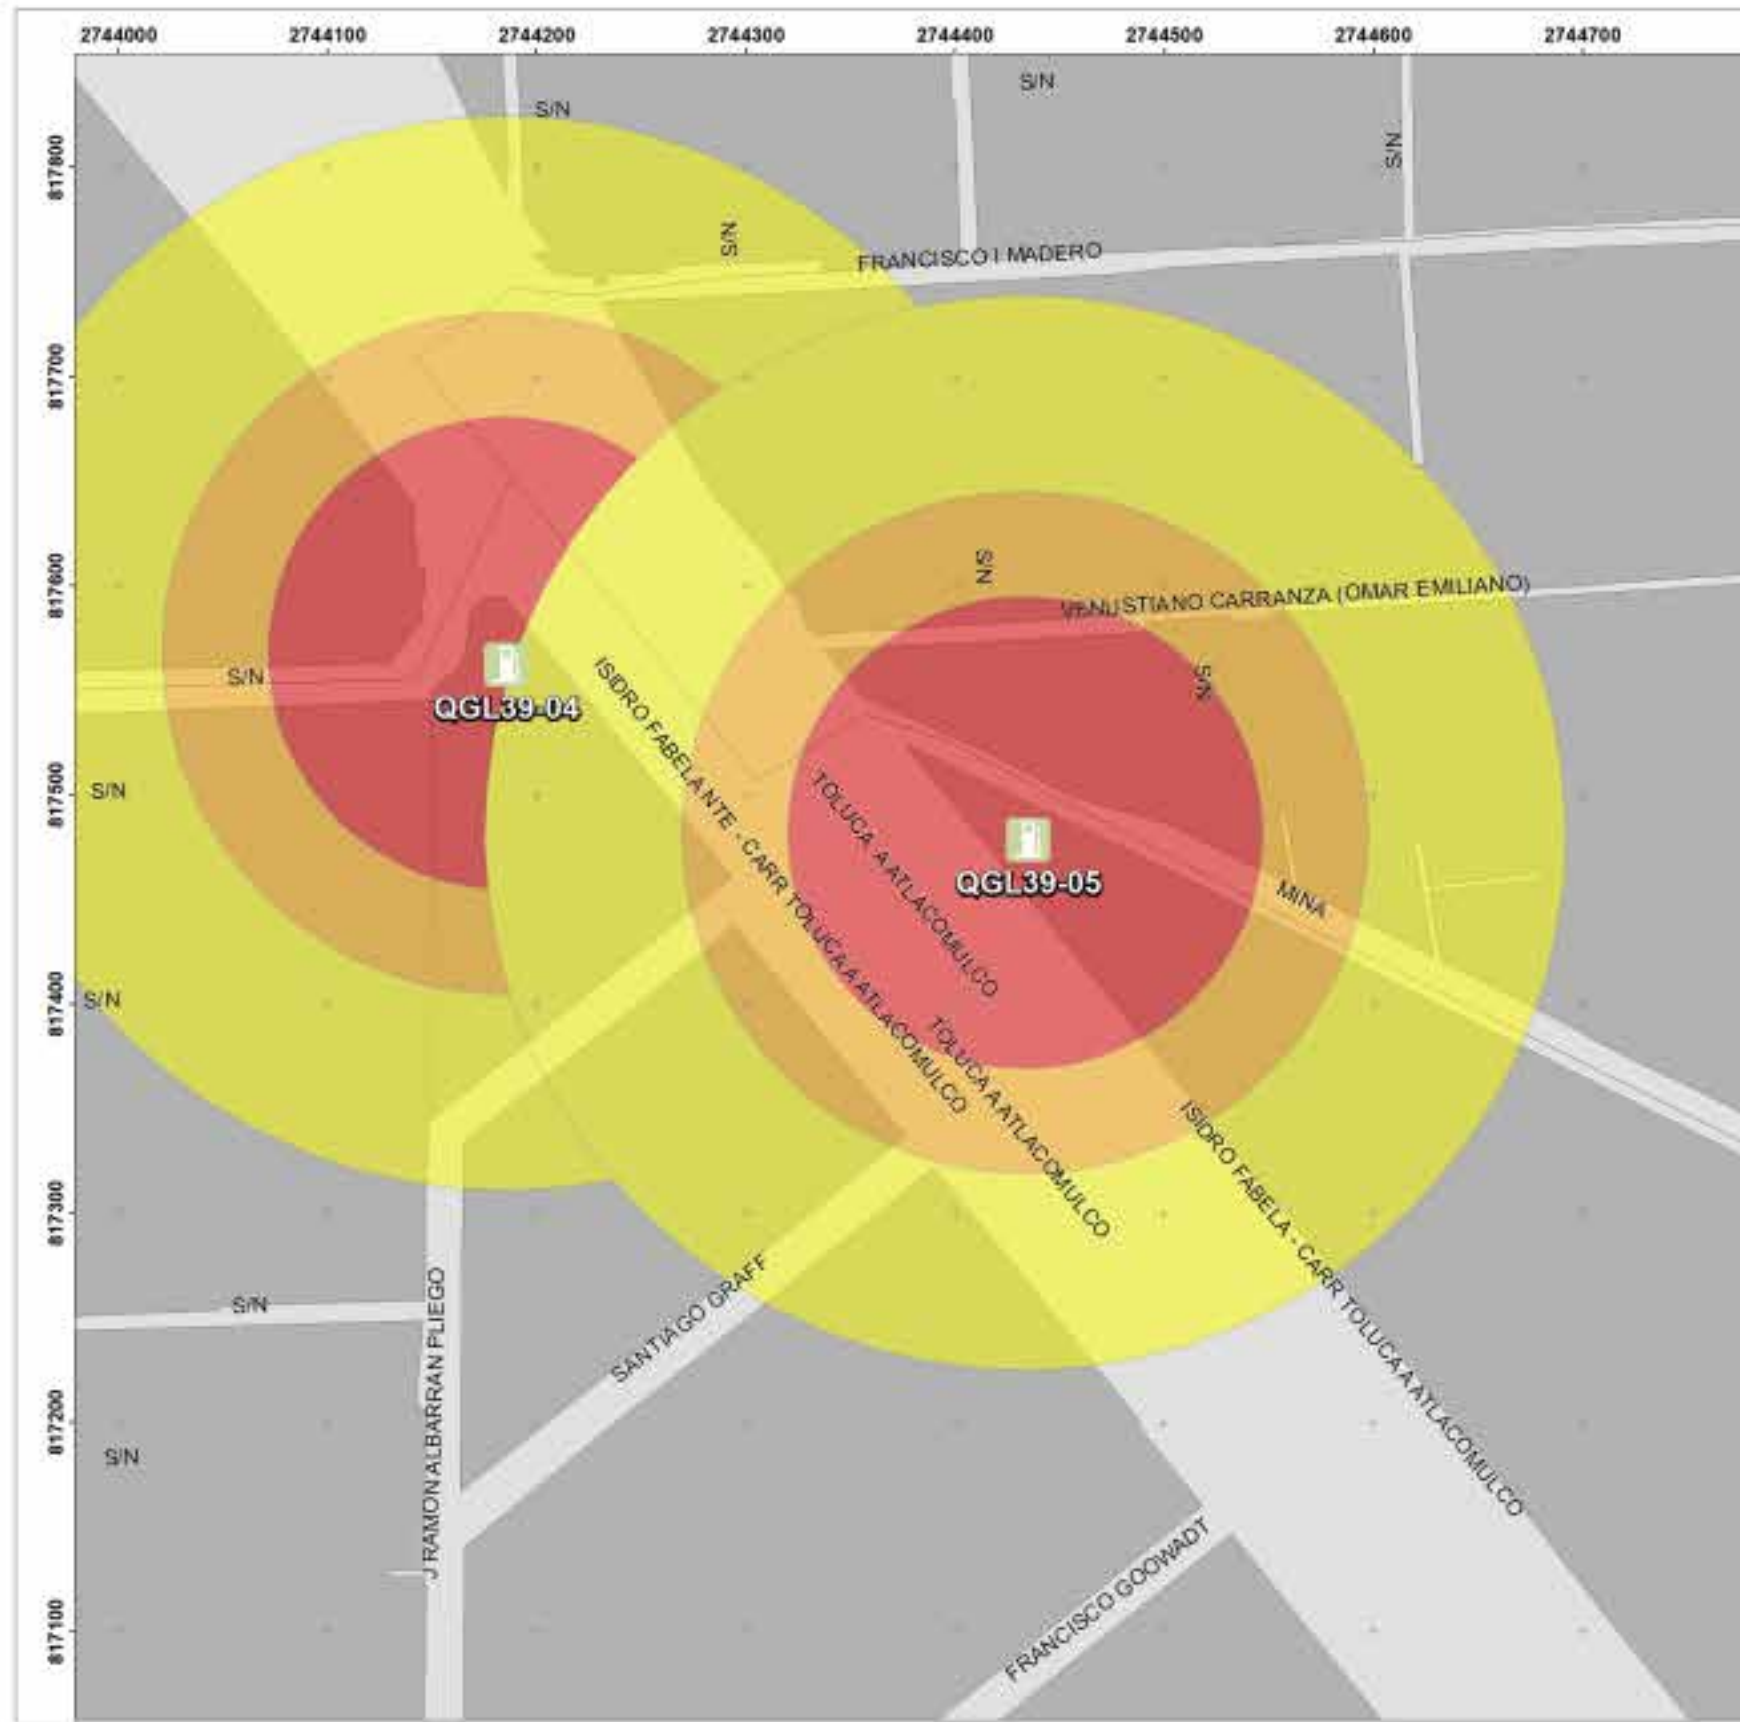 2744000 2744100 2744200 2744300 2744400 2744500 2744600 2744700
S/N
S/N
817800
S/N
S/N
FRANCISCO I MADERO
817700
817600
S/N
VENUSTIANO CARRANZA (OMAR EMILIANO)
S/N
S/N
QGL39-04
ISIDRO FABELA NTE - CARR TOLUCA A ATLACOMULCO
817500
S/N
TOLUCA A ATLACOMULCO
QGL39-05
MINA
817400
S/N
TOLUCA A ATLACOMULCO
ISIDRO FABELA - CARR TOLUCA A ATLACOMULCO
817300
S/N
J RAMON ALBARRAN PLIEGO
SANTIAGO GRAFF
817200
S/N
FRANCISCO GOOWADT
817100